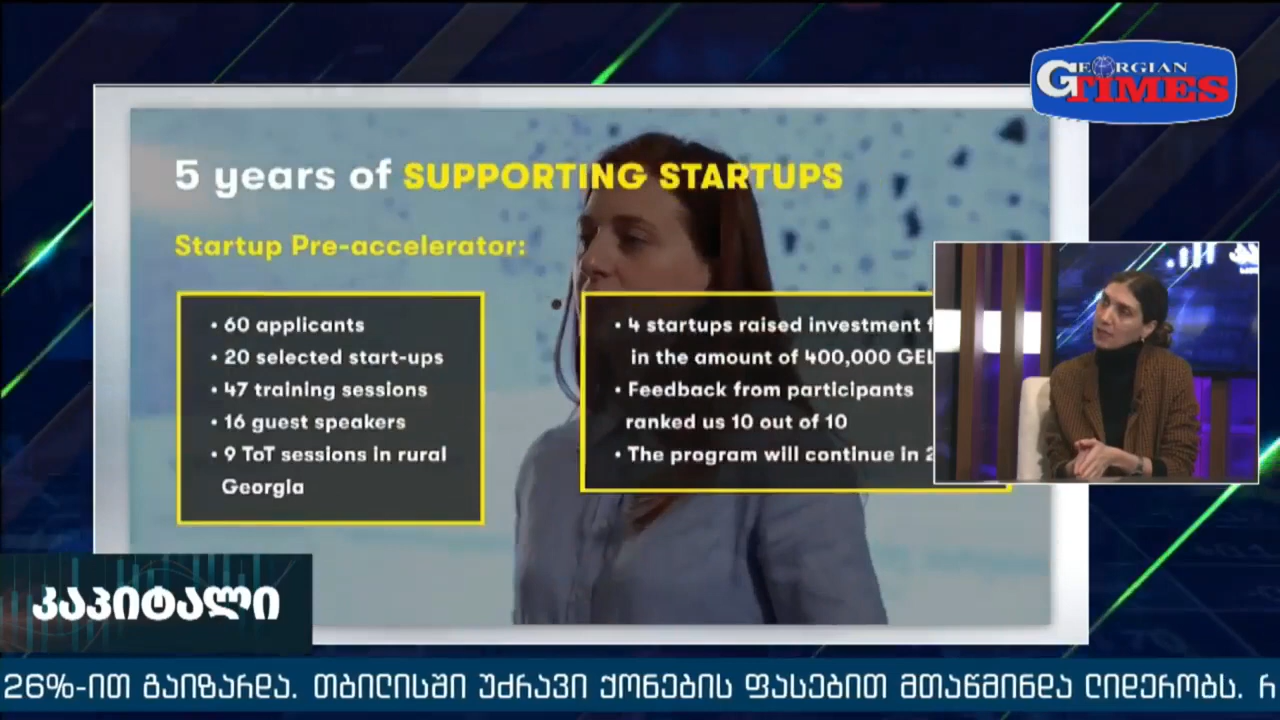 GEORGIAN
TIMES
5 years of SUPPORTING STARTUPS
Startup Pre-accelerator:
• 60 applicants
• 20 selected start-ups
• 47 training sessions
• 16 guest speakers
• 9 ToT sessions in rural
Georgia
• 4 startups raised investment
in the amount of 400,000 GEL
• Feedback from participants
ranked us 10 out of 10
• The program will continue in
კაპიტალი
26%-ით გაიზარდა. თბილისში უძრავი ქონების ფასებით მთაწმინდა ლიდერობს. რ